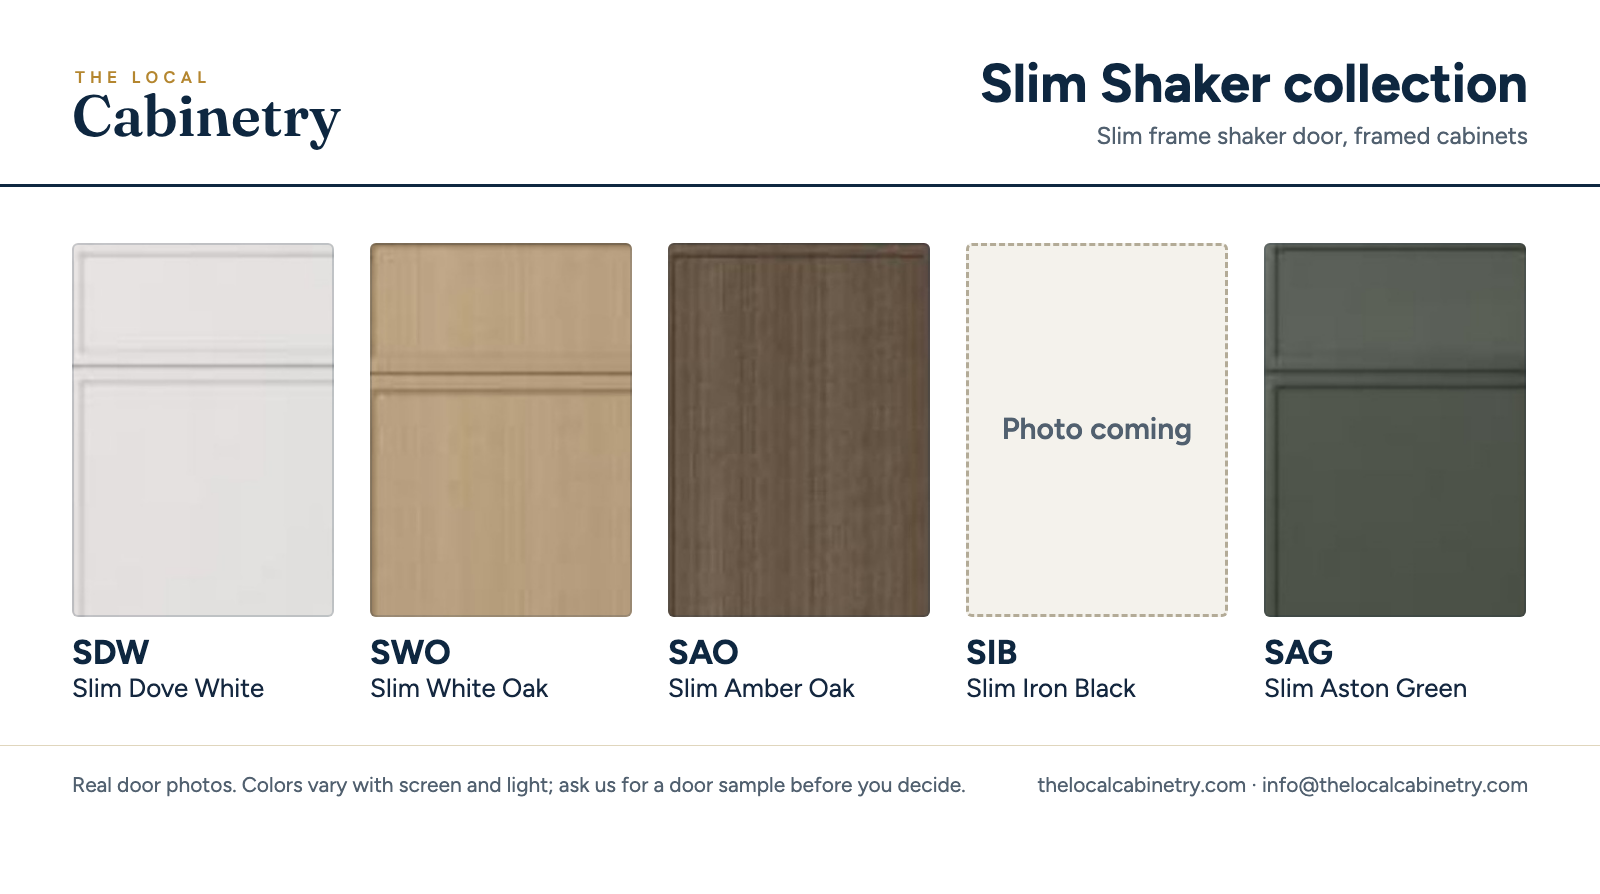 THE LOCAL
Cabinetry
Slim Shaker collection
Slim frame shaker door, framed cabinets
Photo coming
SDW
Slim Dove White
SWO
Slim White Oak
SAO
Slim Amber Oak
SIB
Slim Iron Black
SAG
Slim Aston Green
Real door photos. Colors vary with screen and light; ask us for a door sample before you decide.
thelocalcabinetry.com · info@thelocalcabinetry.com